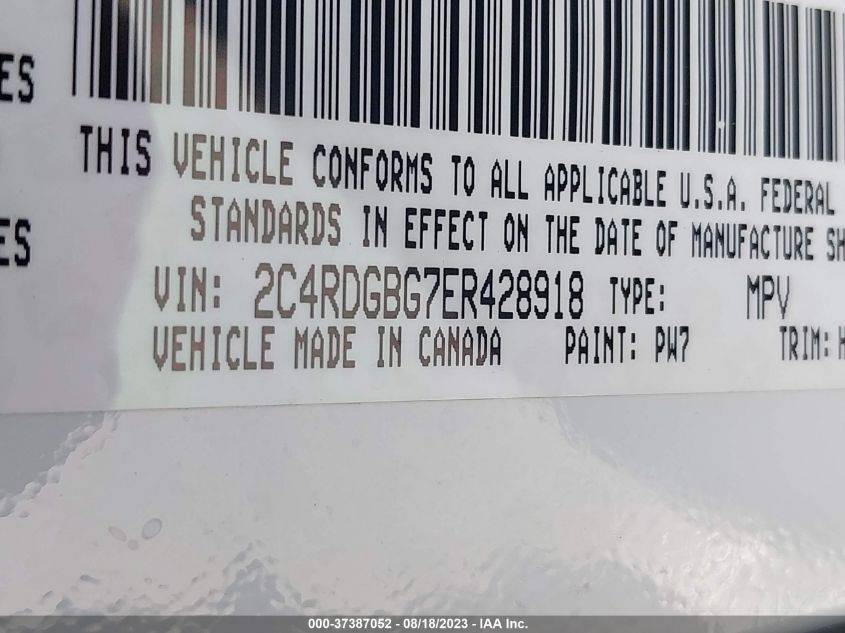 ES
THIS VEHICLE CONFORMS TO ALL APPLICABLE U.S.A. FEDERAL
STANDARDS IN EFFECT ON THE DATE OF MANUFACTURE SH
ES
VIN: 2C4RDGBG7ER428918 TYPE: MPV
VEHICLE MADE IN CANADA PAINT: PW7 TRIM: H
000-37387052 - 08/18/2023 - IAA Inc.